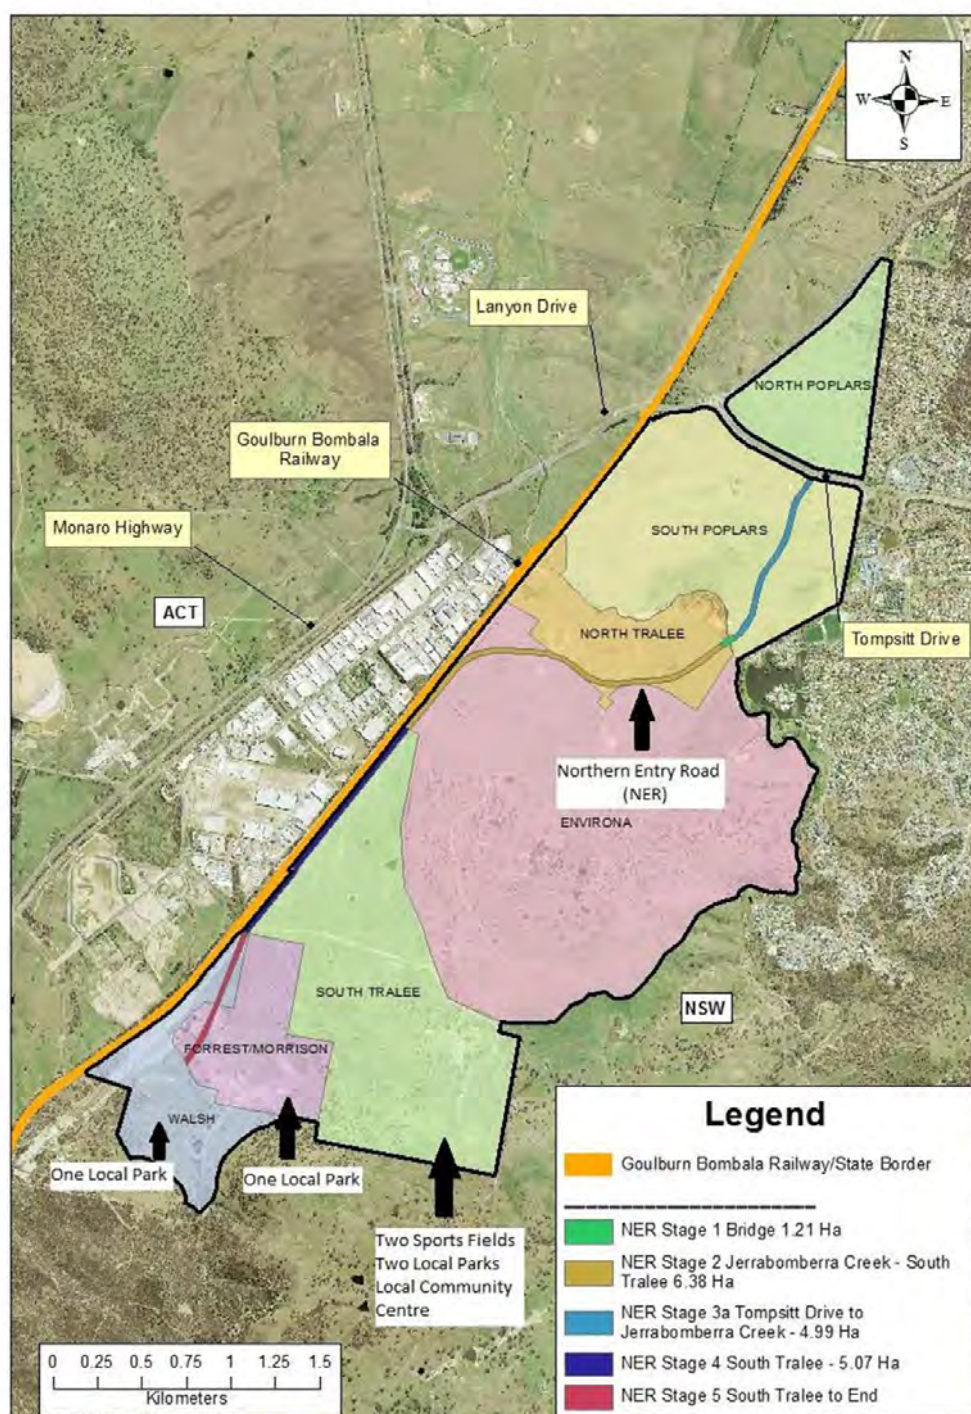 N
W E
S
Lanyon Drive
NORTH POPLARS
Goulburn Bombala
Railway
Monaro Highway
SOUTH POPLARS
ACT
NORTH TRALEE
Tompsitt Drive
Northern Entry Road
(NER)
ENVIRONA
SOUTH TRALEE
NSW
FORREST/MORRISON
WALSH
One Local Park
One Local Park
Two Sports Fields
Two Local Parks
Local Community
Centre
Legend
Goulburn Bombala Railway/State Border
NER Stage 1 Bridge 1.21 Ha
NER Stage 2 Jerrabomberra Creek - South
Tralee 6.38 Ha
NER Stage 3a Tompsitt Drive to
Jerrabomberra Creek - 4.99 Ha
NER Stage 4 South Tralee - 5.07 Ha
NER Stage 5 South Tralee to End
0 0.25 0.5 0.75 1 1.25 1.5
Kilometers